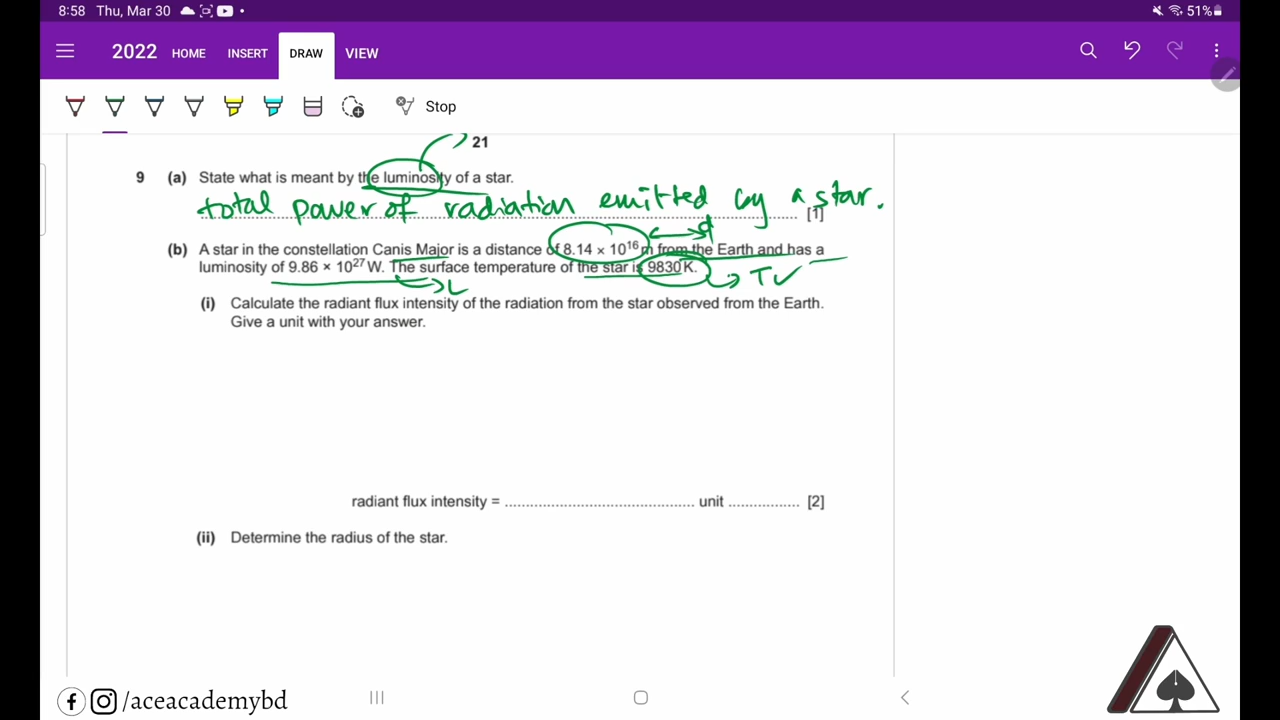 8:58 Thu, Mar 30 51%
2022 HOME INSERT DRAW VIEW
Stop
21
9 (a) State what is meant by the luminosity of a star.
total power of radiation emitted by a star.
[1]
d
(b) A star in the constellation Canis Major is a distance of 8.14 × 10¹⁶ m from the Earth and has a
luminosity of 9.86 × 10²⁷ W. The surface temperature of the star is 9830 K.
L
T
(i) Calculate the radiant flux intensity of the radiation from the star observed from the Earth.
Give a unit with your answer.
radiant flux intensity = ................................................ unit ................. [2]
(ii) Determine the radius of the star.
/aceacademybd